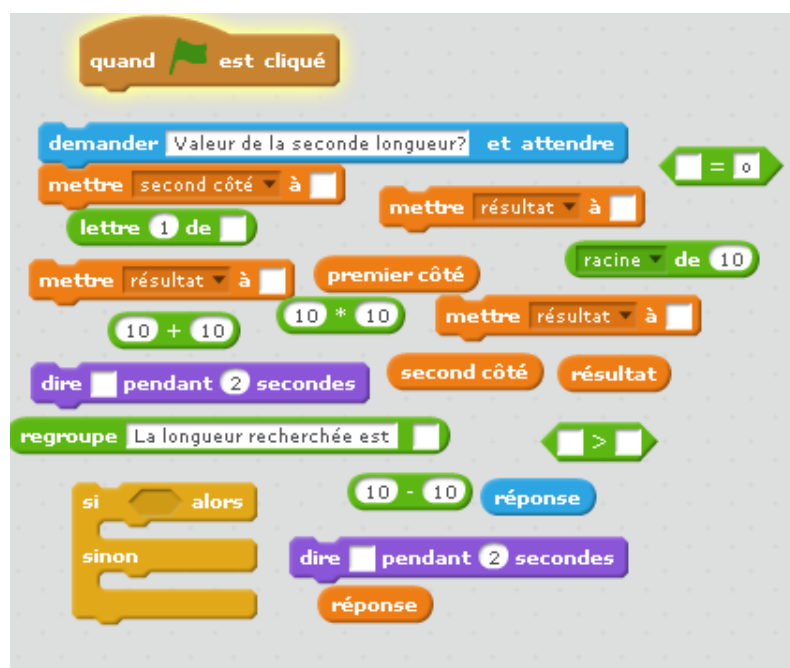 quand est cliqué
demander Valeur de la seconde longueur? et attendre
= o
mettre second côté à
mettre résultat à
lettre 1 de
racine de 10
mettre résultat à
premier côté
10 * 10
mettre résultat à
10 + 10
dire pendant 2 secondes
second côté
résultat
regroupe La longueur recherchée est
>
si alors
10 - 10
réponse
sinon
dire pendant 2 secondes
réponse